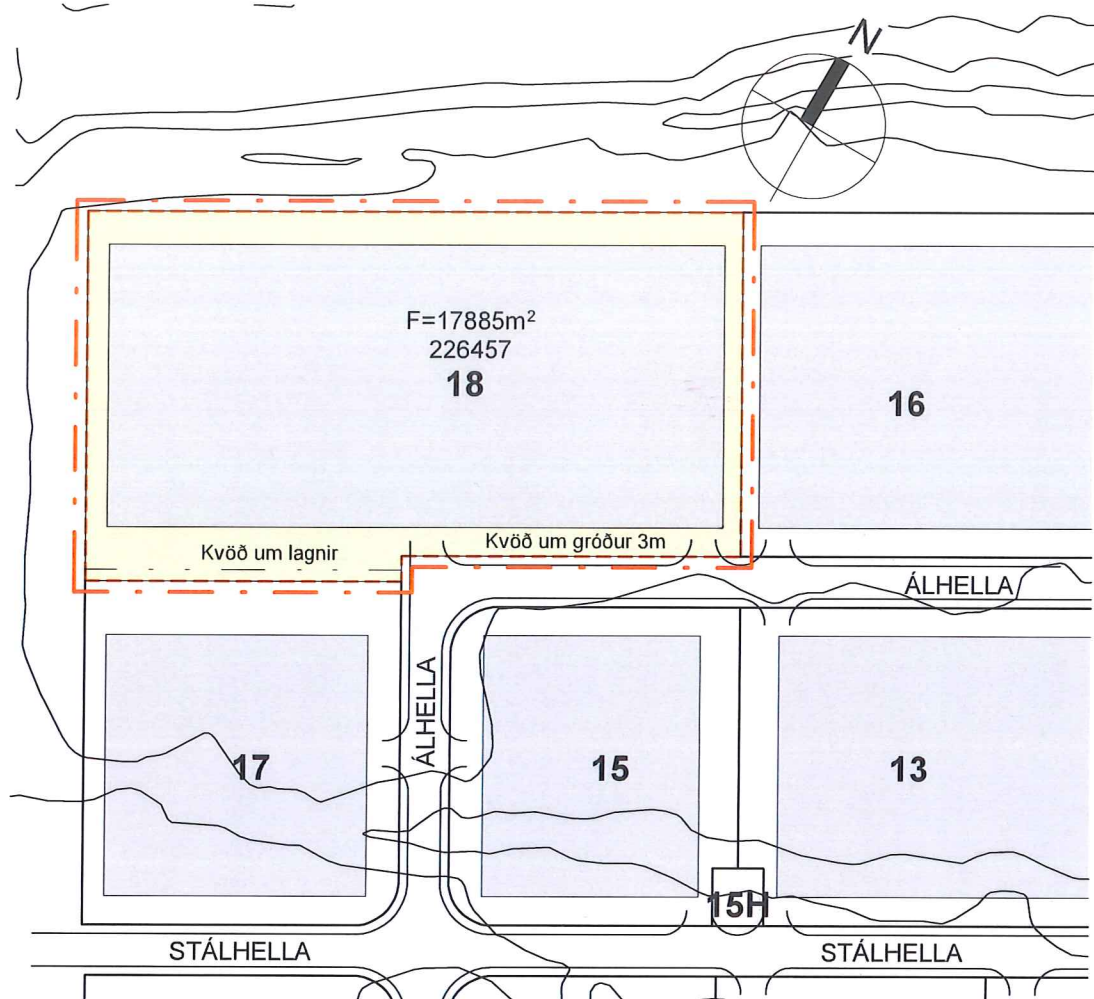 N
F=17885m²
226457
18
16
Kvöð um lagnir
Kvöð um gróður 3m
ÁLHELLA
ÁLHELLA
17
15
13
15H
STÁLHELLA
STÁLHELLA